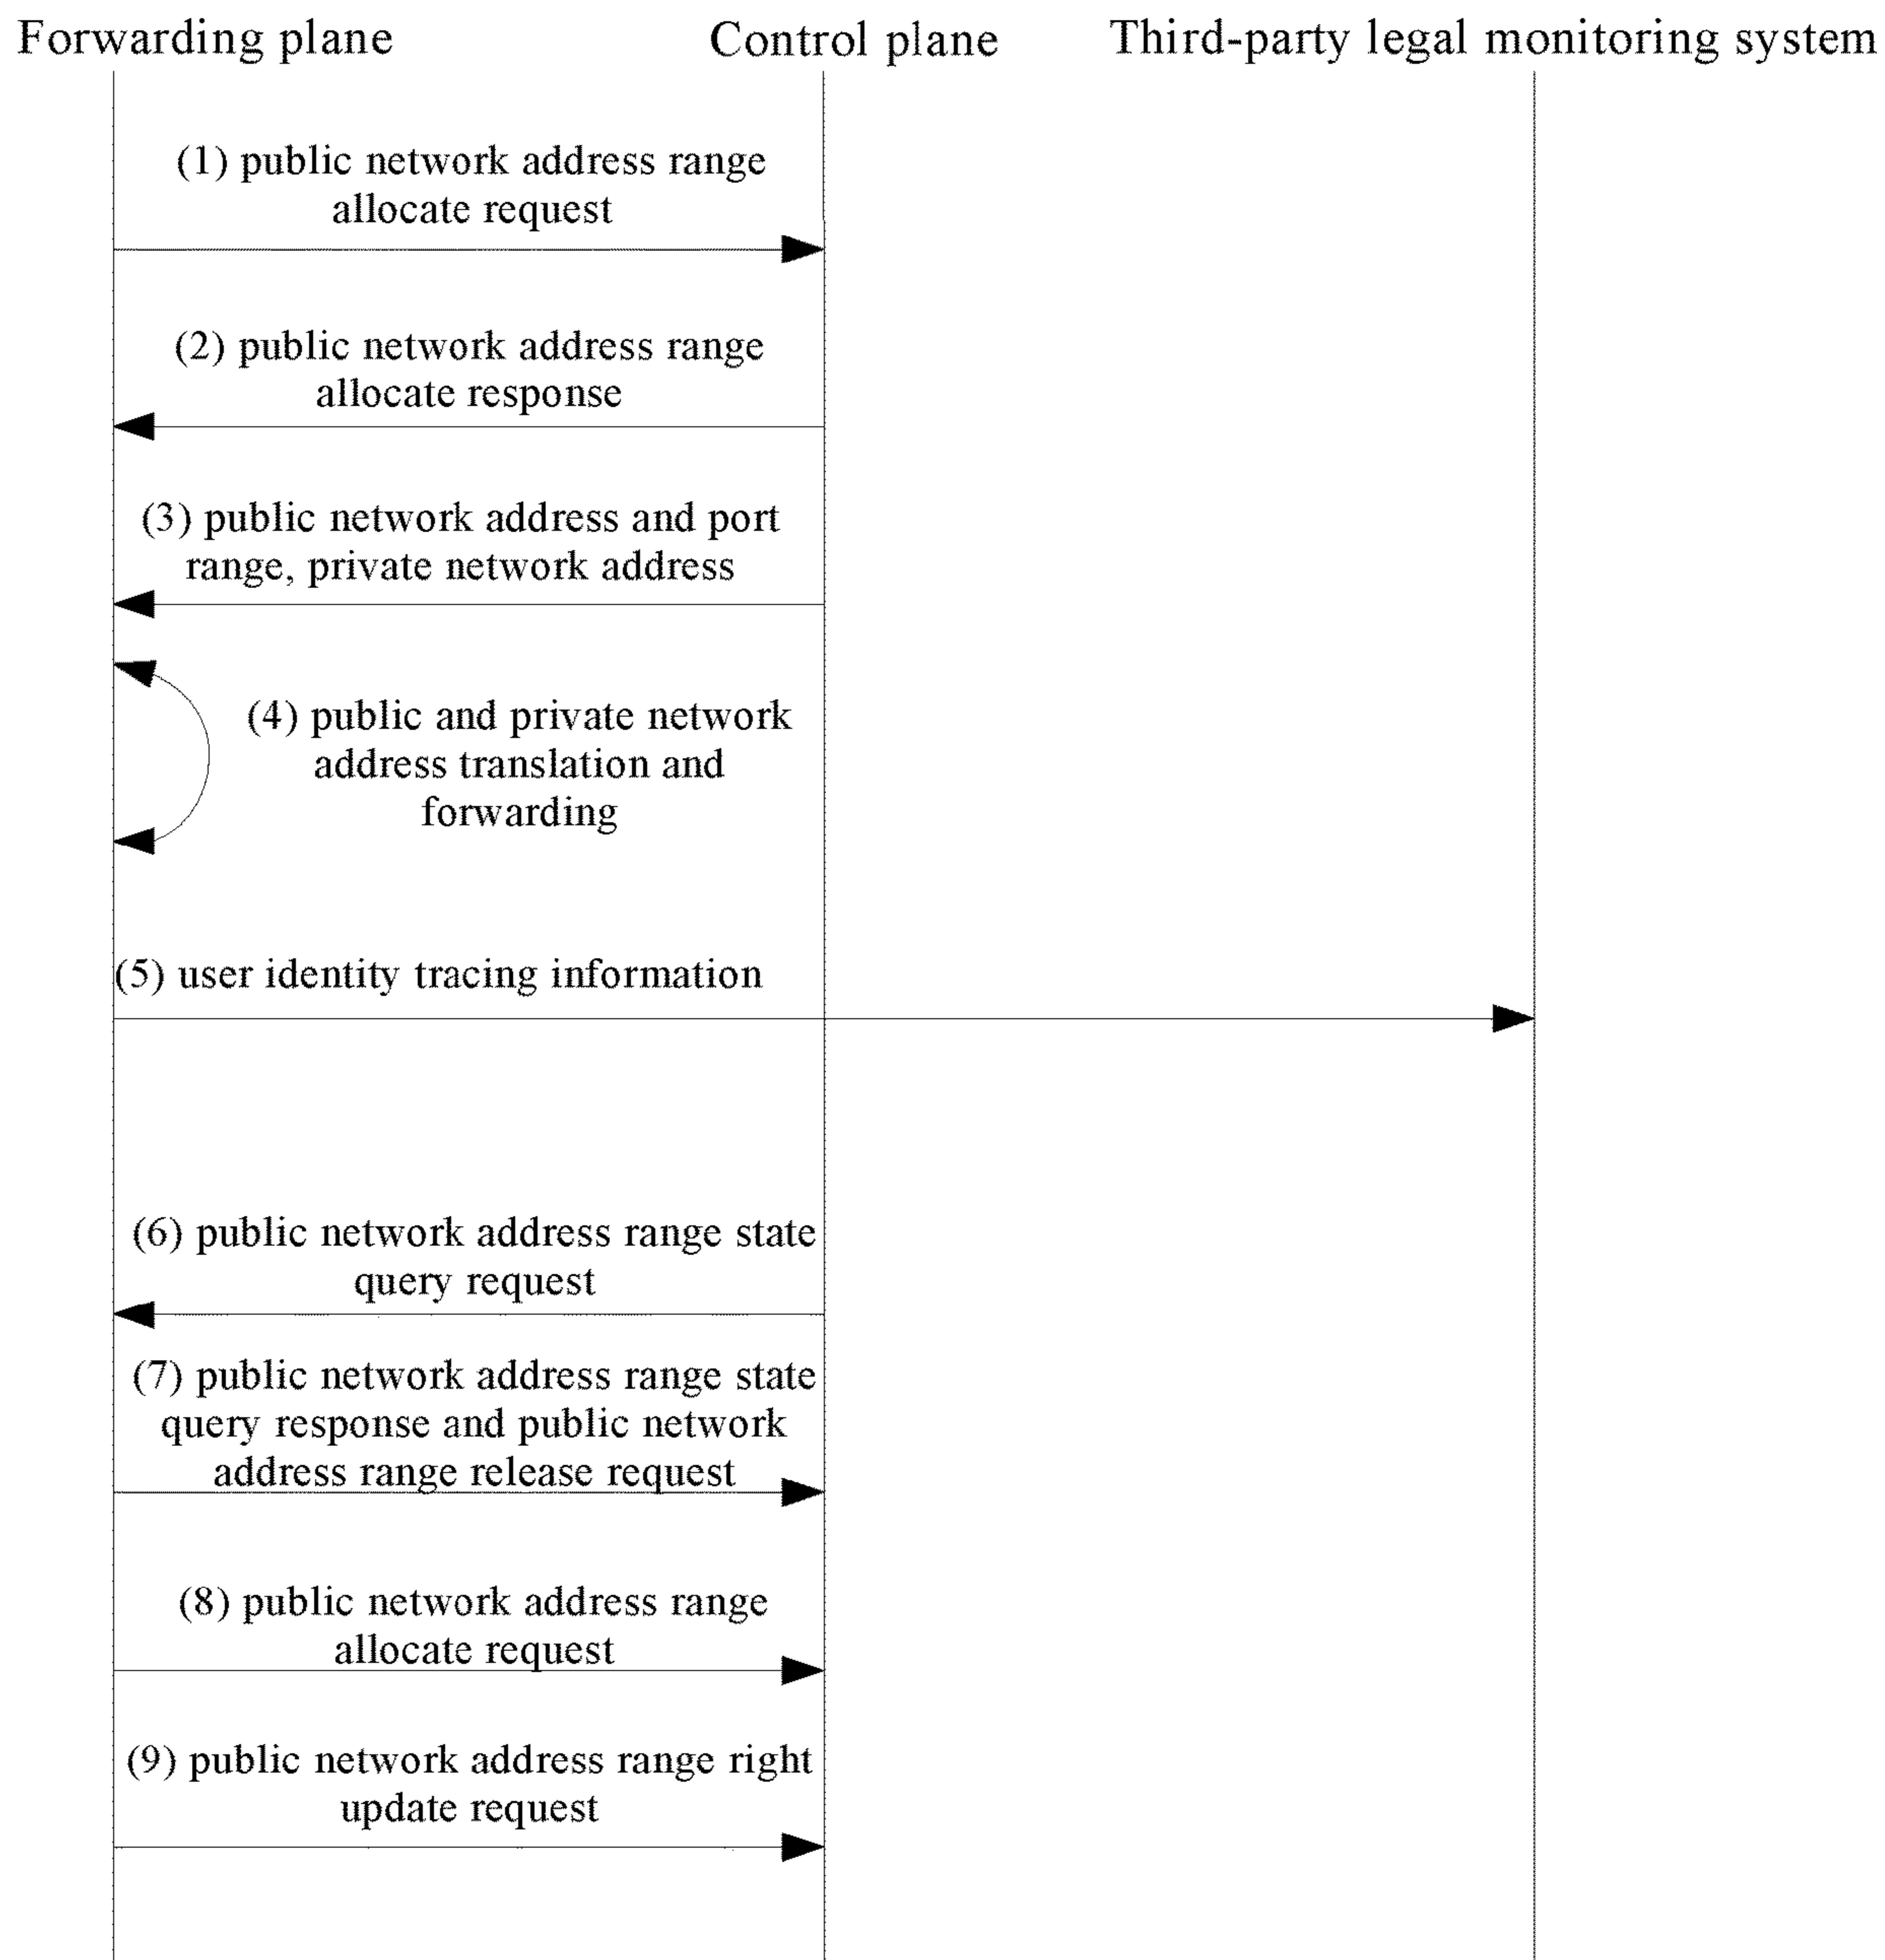 Forwarding plane
Control plane
Third-party legal monitoring system
(1) public network address range
allocate request
(2) public network address range
allocate response
(3) public network address and port
range, private network address
(4) public and private network
address translation and
forwarding
(5) user identity tracing information
(6) public network address range state
query request
(7) public network address range state
query response and public network
address range release request
(8) public network address range
allocate request
(9) public network address range right
update request